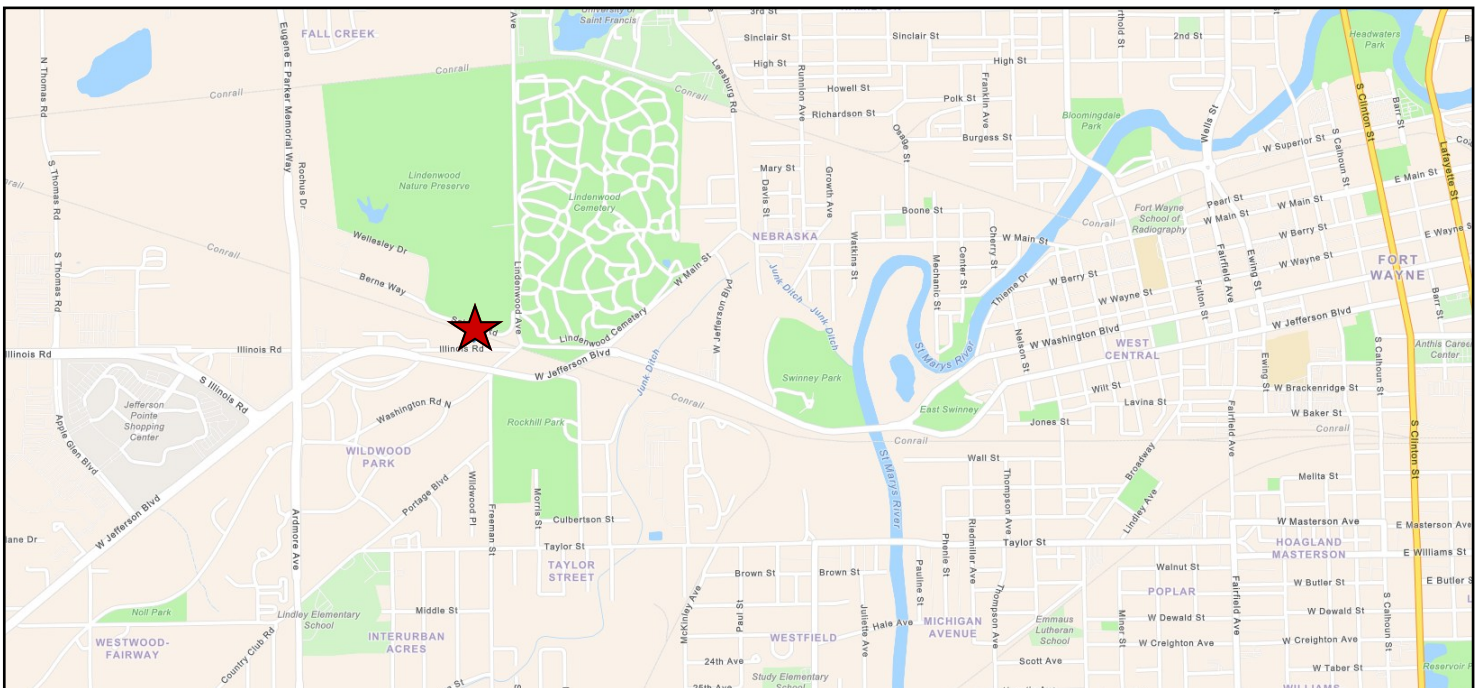 University of
Saint Francis
3rd St
Ave
FALL CREEK
Sinclair St
Sinclair St
2nd St
Headwaters
Park
N Thomas Rd
Eugene E Parker Memorial Way
Conrail
Conrail
Conrail
Leesburg Rd
High St
High St
Runnion Ave
Howell St
Polk St
Franklin Ave
Richardson St
Osage St
Burgess St
Bloomingdale
Park
Wells St
S Clinton St
Barr St
Lafayette St
W Superior St
S Calhoun St
E Main St
S Thomas Rd
Rochus Dr
Lindenwood
Nature Preserve
Lindenwood
Cemetery
Mary St
Davis St
Growth Ave
Boone St
Pearl St
W Main St
W Main St
Fort Wayne
School of
Radiography
Conrail
NEBRASKA
W Main St
Cherry St
Center St
Mechanic St
Watkins St
W Berry St
E Wayne S
Wellesley Dr
Conrail
S Thomas Rd
Berne Way
Lindenwood Ave
W Main St
Junk Ditch
Junk Ditch
W Jefferson Blvd
Thieme Dr
W Berry St
W Wayne St
W Wayne St
Fairfield Ave
Ewing St
Fulton St
FORT
WAYNE
Barr St
Illinois Rd
Illinois Rd
Illinois Rd
Lindenwood Cemetery
W Jefferson Blvd
Junk Ditch
St Marys River
Nelson St
W Washington Blvd
W Jefferson Blvd
WEST
CENTRAL
Anthis Career
Center
S Calhoun St
Ewing St
S Illinois Rd
Jefferson
Pointe
Shopping
Center
Apple Glen Blvd
Washington Rd N
Rockhill Park
Conrail
Swinney Park
East Swinney
Wilt St
Lavina St
Jones St
W Brackenridge St
W Baker St
Conrail
Conrail
WILDWOOD
PARK
Portage Blvd
Wildwood Pl
Freeman St
Morris St
Culbertson St
St Marys River
Wall St
Thompson Ave
Broadway
Lindley Ave
Fairfield Ave
Melita St
S Clinton St
W Jefferson Blvd
Ardmore Ave
Taylor St
Taylor St
Phenie St
Riedmiller Ave
W Masterson Ave
E Masterson Ave
HOAGLAND
MASTERSON
E Williams St
lane Dr
TAYLOR
STREET
Brown St
Brown St
Pauline St
Walnut St
W Butler St
E Butler S
POPLAR
Noll Park
Lindley Elementary
School
Middle St
McKinley Ave
Paul St
Juliette Ave
Hale Ave
MICHIGAN
AVENUE
Thompson Ave
Emmaus
Lutheran
School
Miner St
W Dewald St
W Dewald St
Fairfield Ave
S Calhoun St
WESTWOOD-
FAIRWAY
Country Club Rd
INTERURBAN
ACRES
WESTFIELD
W Creighton Ave
W Creighton Ave
24th Ave
Scott Ave
W Taber St
Study Elementary
School
25th Ave
WILLIAMS